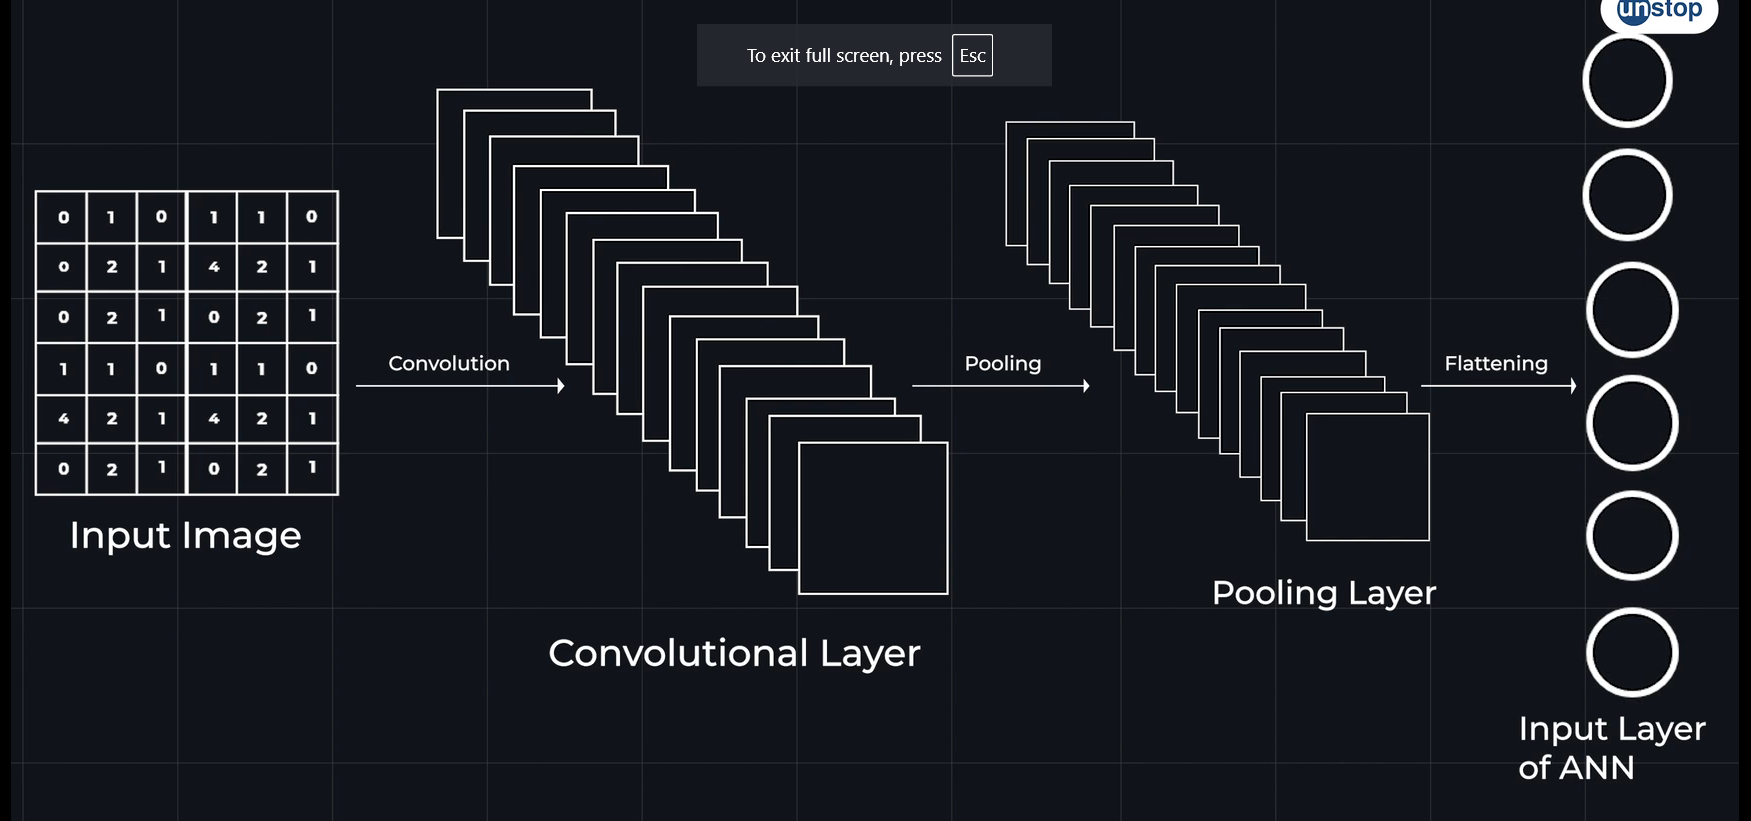 unstop
To exit full screen, press Esc
0 1 0 1 1 0
0 2 1 4 2 1
0 2 1 0 2 1
1 1 0 1 1 0
4 2 1 4 2 1
0 2 1 0 2 1
Input Image
Convolution
Convolutional Layer
Pooling
Pooling Layer
Flattening
Input Layer
of ANN